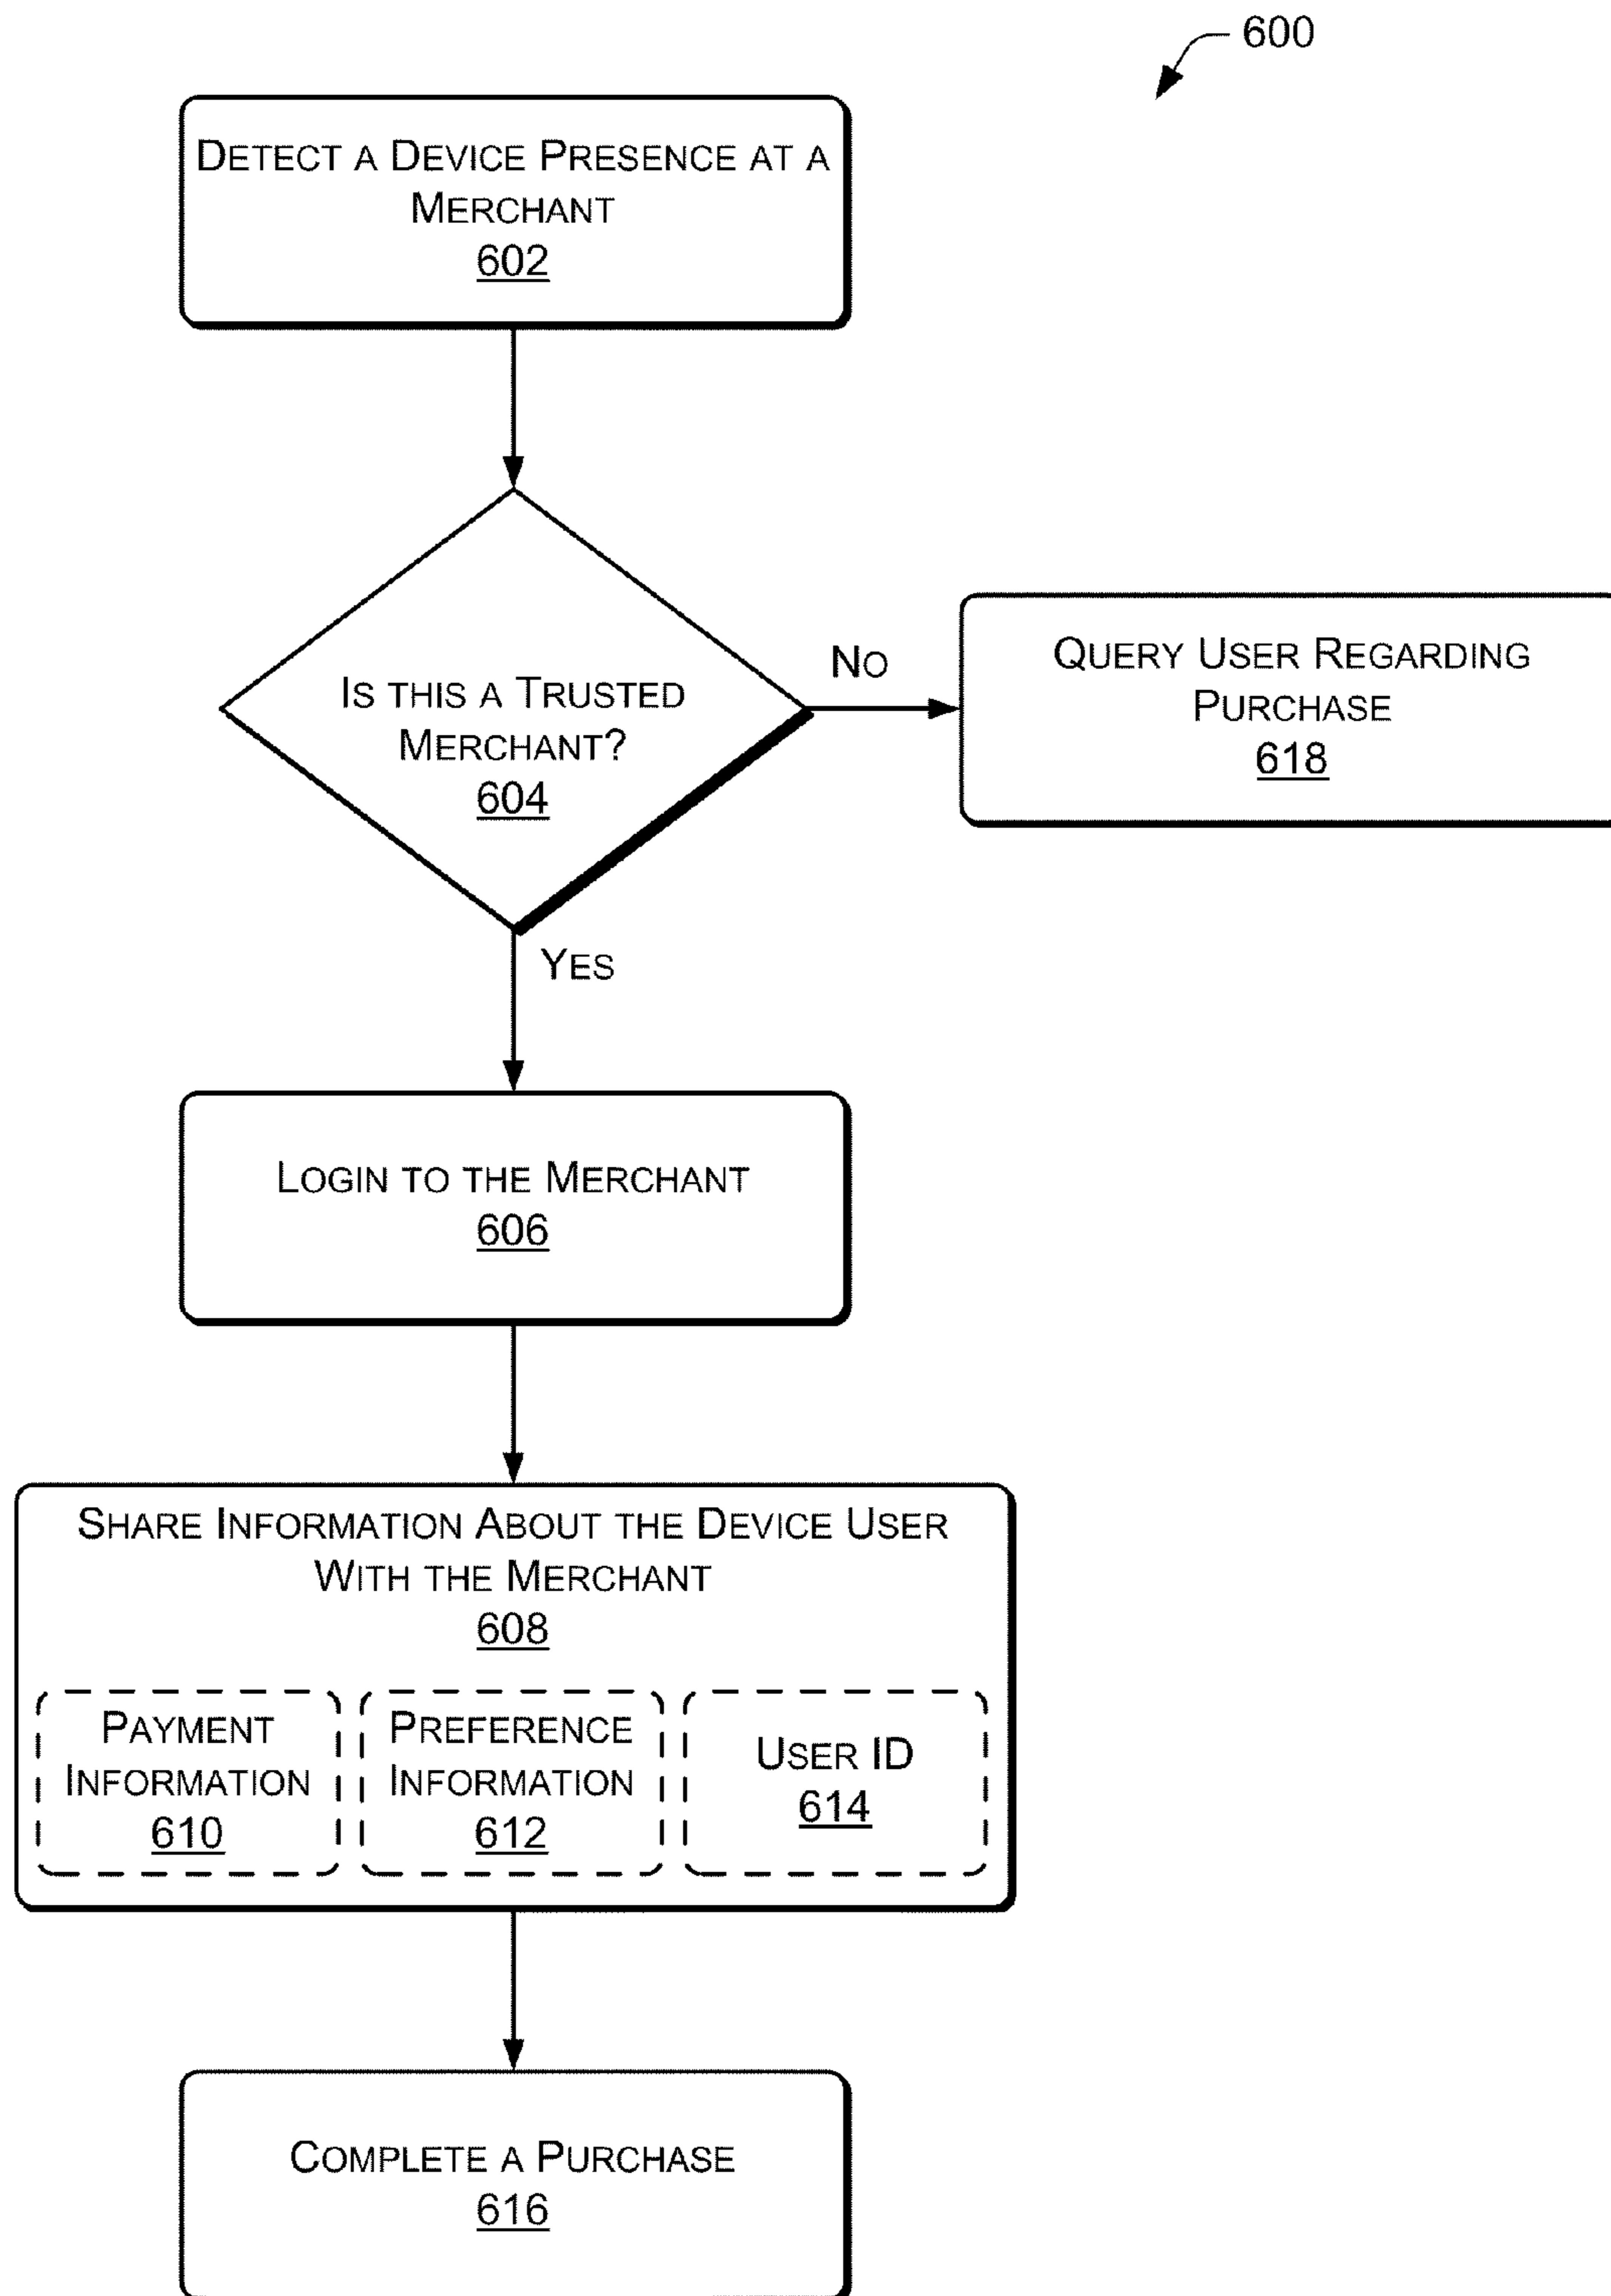 600
DETECT A DEVICE PRESENCE AT A
MERCHANT
602
IS THIS A TRUSTED
MERCHANT?
604
NO
QUERY USER REGARDING
PURCHASE
618
YES
LOGIN TO THE MERCHANT
606
SHARE INFORMATION ABOUT THE DEVICE USER
WITH THE MERCHANT
608
PAYMENT
INFORMATION
610
PREFERENCE
INFORMATION
612
USER ID
614
COMPLETE A PURCHASE
616